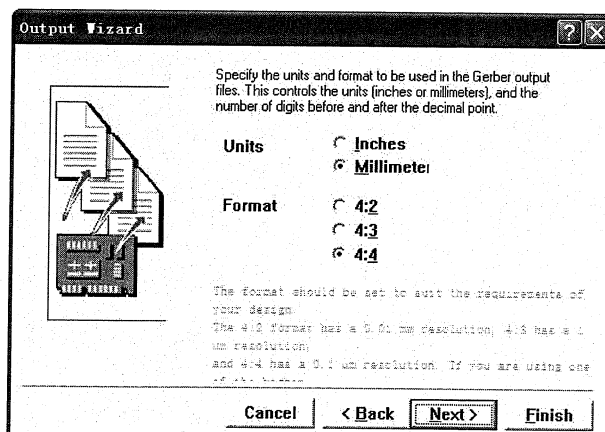 Output Wizard
Specify the units and format to be used in the Gerber output
files. This controls the units (inches or millimeters), and the
number of digits before and after the decimal point.
Units
Inches
Millimeter
Format
4:2
4:3
4:4
The format should be set to suit the requirements of
your design.
The 4:2 format has a 0.01 mm resolution, 4:3 has a 1
um resolution,
and 4:4 has a 0.1 um resolution. If you are using one
of the higher
Cancel
< Back
Next >
Finish